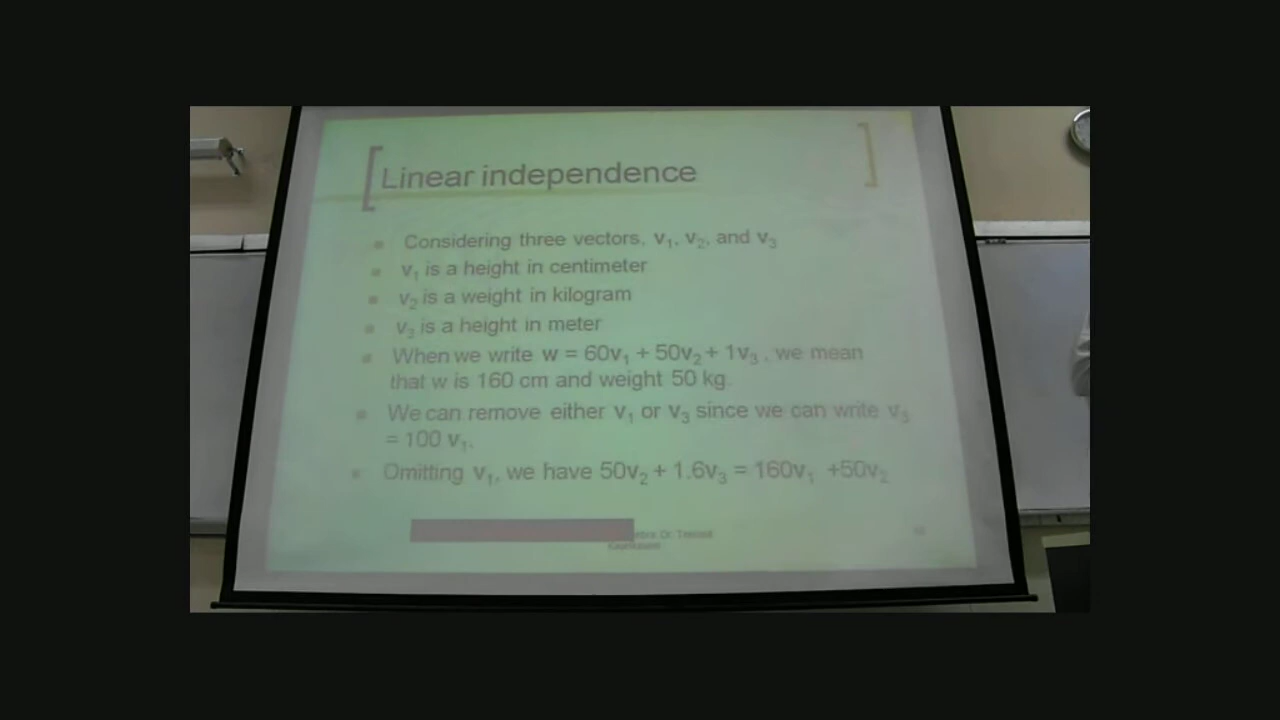 Linear independence
Considering three vectors, v₁, v₂, and v₃
v₁ is a height in centimeter
v₂ is a weight in kilogram
v₃ is a height in meter
When we write w = 60v₁ + 50v₂ + 1v₃ , we mean
that w is 160 cm and weight 50 kg.
We can remove either v₁ or v₃ since we can write v₃
= 100 v₁.
Omitting v₁, we have 50v₂ + 1.6v₃ = 160v₁ +50v₂
Dr.